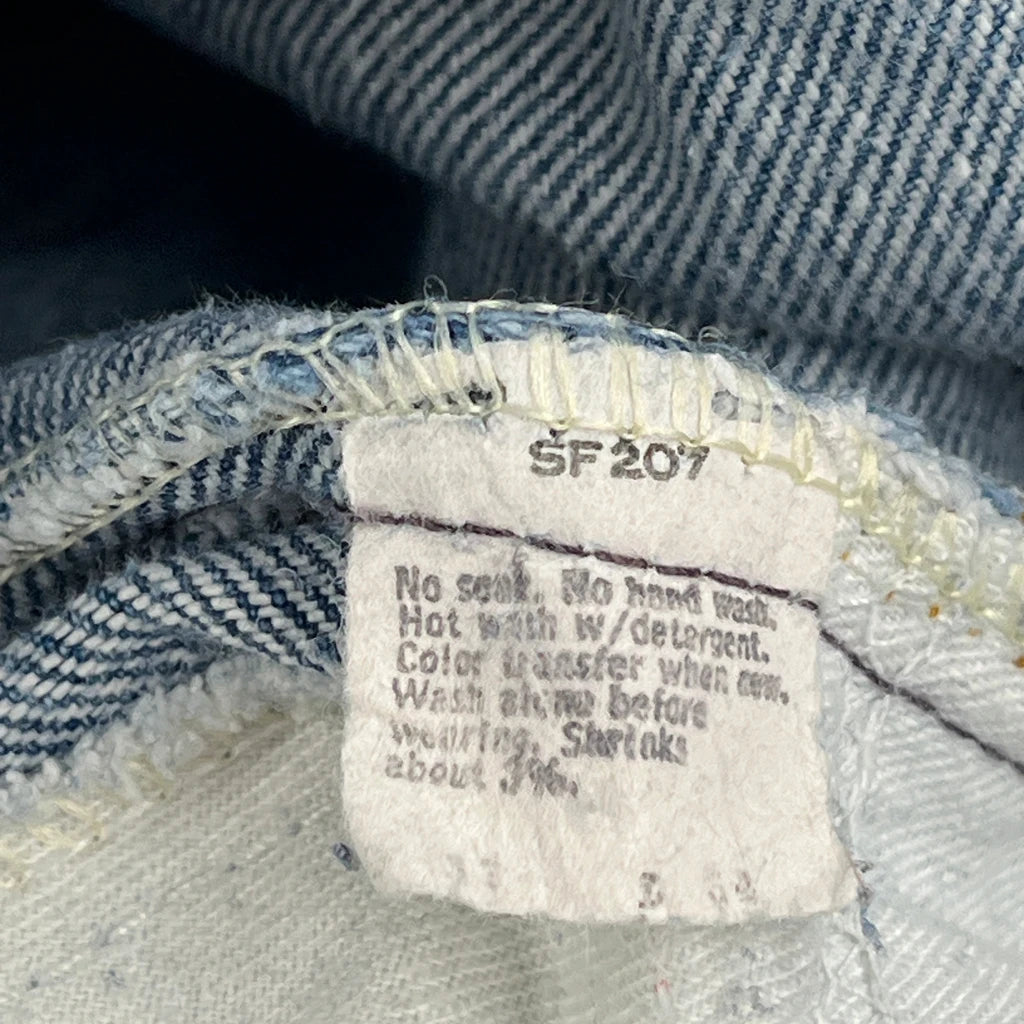 SF 207
No soak. No hand wash.
Hot wash w/detergent.
Color transfer when new.
Wash alone before
wearing. Shrinks
about 3%.